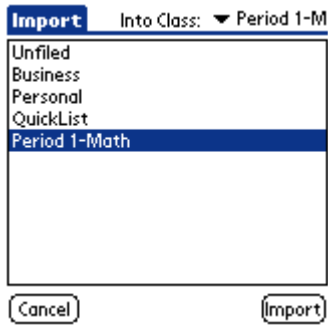 Import Into Class: Period 1-M
Unfiled
Business
Personal
QuickList
Period 1-Math
Cancel Import